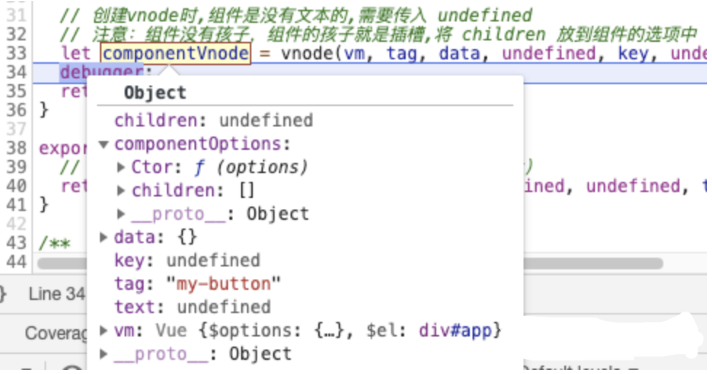 31 // 创建vnode时,组件是没有文本的,需要传入 undefined
32 // 注意：组件没有孩子, 组件的孩子就是插槽,将 children 放到组件的选项中
33 let componentVnode = vnode(vm, tag, data, undefined, key, unde
34 debugger;
35 ret
36 }
37
38 expor
39 // )
40 ret ined, undefined, t
41 }
42
43 /**
44
Object
children: undefined
▼ componentOptions:
▶ Ctor: ƒ (options)
▶ children: []
▶ __proto__: Object
▶ data: {}
key: undefined
tag: "my-button"
text: undefined
▶ vm: Vue {$options: {…}, $el: div#app}
▶ __proto__: Object
} Line 34
Coverag